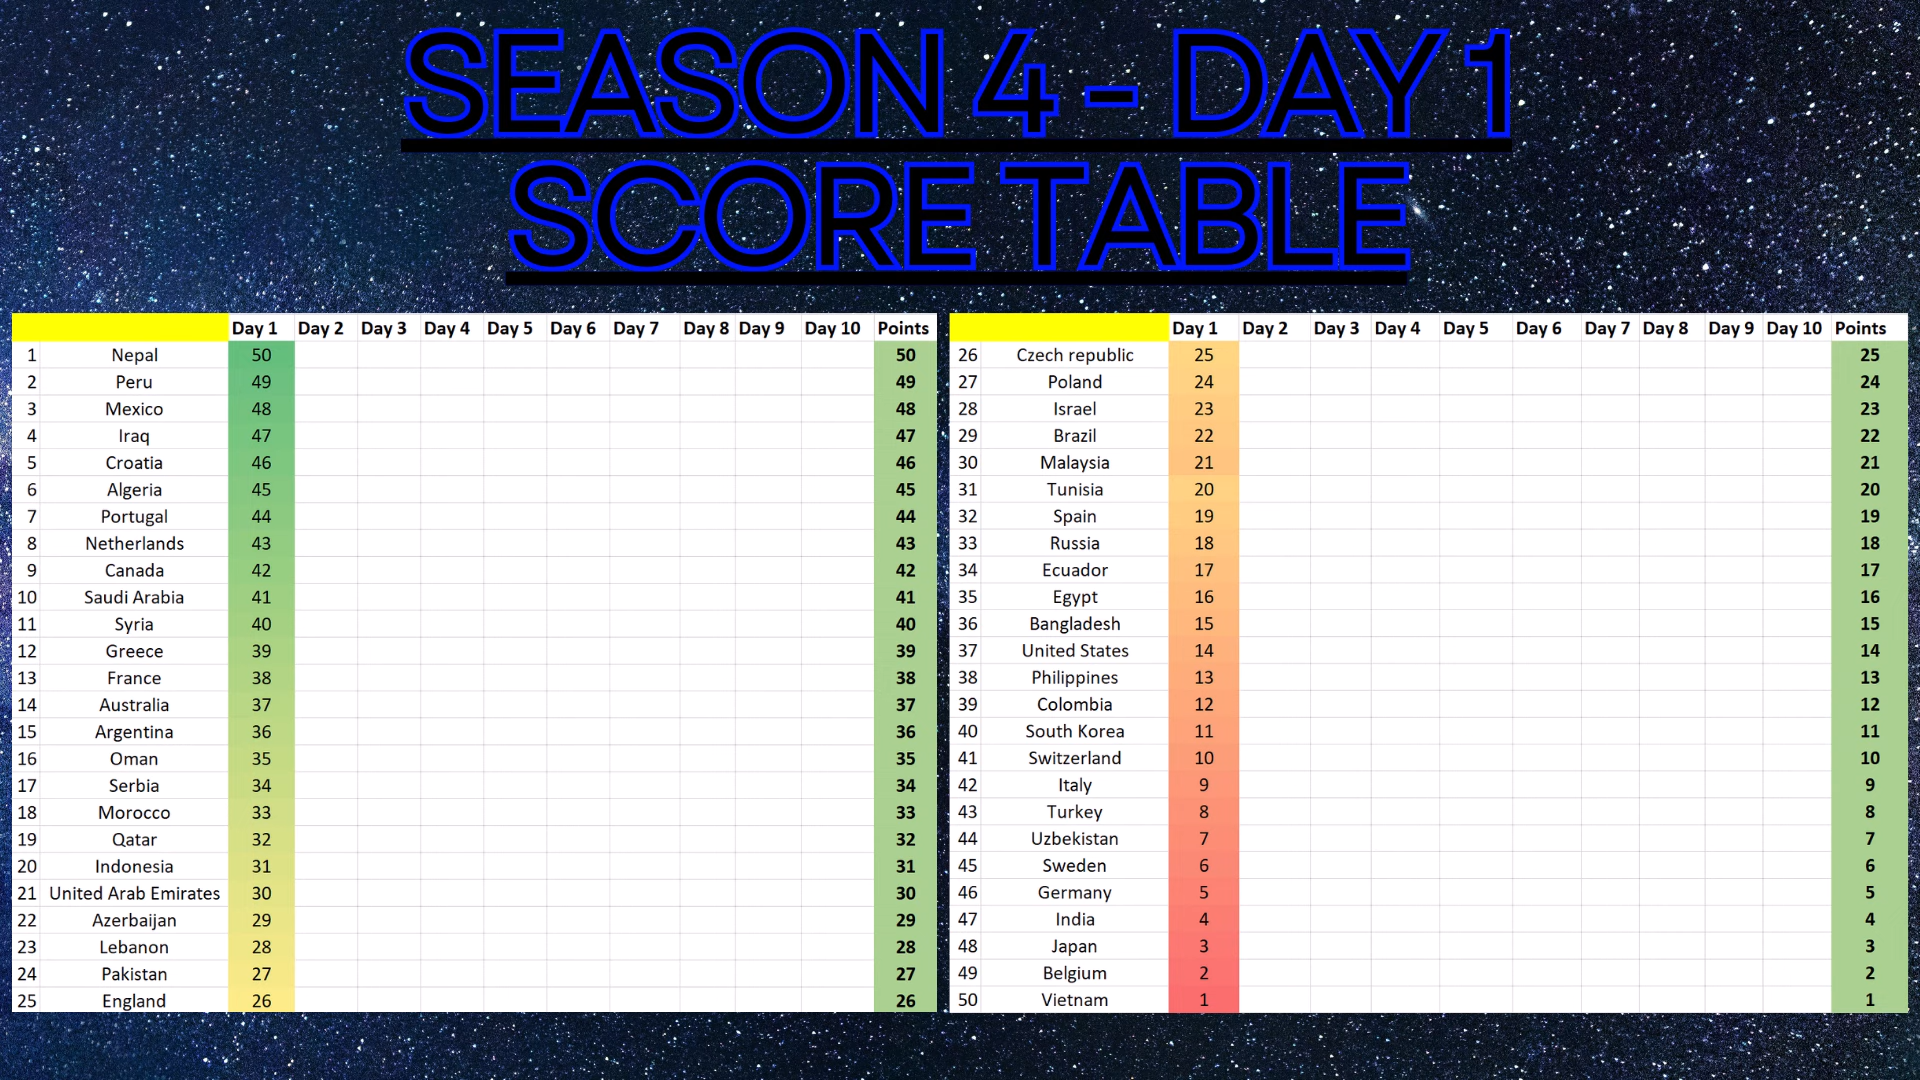 SEASON 4 - DAY 1
SCORE TABLE
Day 1 Day 2 Day 3 Day 4 Day 5 Day 6 Day 7 Day 8 Day 9 Day 10 Points
1 Nepal 50 50
2 Peru 49 49
3 Mexico 48 48
4 Iraq 47 47
5 Croatia 46 46
6 Algeria 45 45
7 Portugal 44 44
8 Netherlands 43 43
9 Canada 42 42
10 Saudi Arabia 41 41
11 Syria 40 40
12 Greece 39 39
13 France 38 38
14 Australia 37 37
15 Argentina 36 36
16 Oman 35 35
17 Serbia 34 34
18 Morocco 33 33
19 Qatar 32 32
20 Indonesia 31 31
21 United Arab Emirates 30 30
22 Azerbaijan 29 29
23 Lebanon 28 28
24 Pakistan 27 27
25 England 26 26
Day 1 Day 2 Day 3 Day 4 Day 5 Day 6 Day 7 Day 8 Day 9 Day 10 Points
26 Czech republic 25 25
27 Poland 24 24
28 Israel 23 23
29 Brazil 22 22
30 Malaysia 21 21
31 Tunisia 20 20
32 Spain 19 19
33 Russia 18 18
34 Ecuador 17 17
35 Egypt 16 16
36 Bangladesh 15 15
37 United States 14 14
38 Philippines 13 13
39 Colombia 12 12
40 South Korea 11 11
41 Switzerland 10 10
42 Italy 9 9
43 Turkey 8 8
44 Uzbekistan 7 7
45 Sweden 6 6
46 Germany 5 5
47 India 4 4
48 Japan 3 3
49 Belgium 2 2
50 Vietnam 1 1